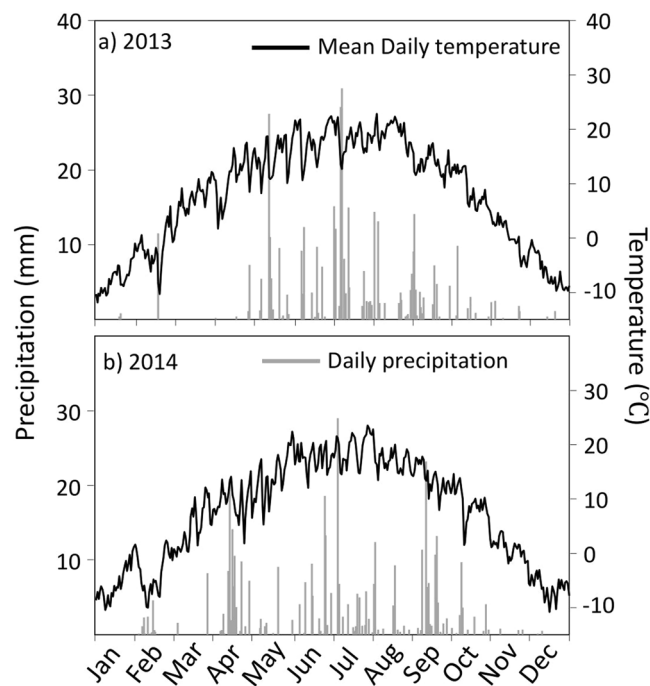 40
40
a) 2013
Mean Daily temperature
30
30
20
20
10
10
0
-10
Precipitation (mm)
Temperature (℃)
b) 2014
Daily precipitation
30
30
20
20
10
10
0
-10
Jan Feb Mar Apr May Jun Jul Aug Sep Oct Nov Dec